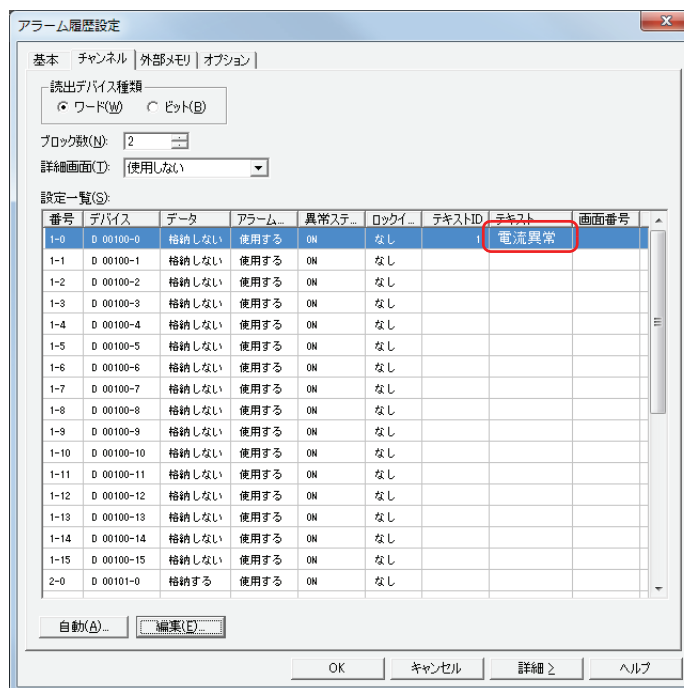 アラーム履歴設定
基本 チャンネル 外部メモリ オプション
読出デバイス種類
ワード(W) ビット(B)
ブロック数(N): 2
詳細画面(T): 使用しない
設定一覧(S):
番号 デバイス データ アラーム... 異常ステ... ロックイ... テキストID テキスト 画面番号
1-0 D 00100-0 格納しない 使用する ON なし 1 電流異常
1-1 D 00100-1 格納しない 使用する ON なし
1-2 D 00100-2 格納しない 使用する ON なし
1-3 D 00100-3 格納しない 使用する ON なし
1-4 D 00100-4 格納しない 使用する ON なし
1-5 D 00100-5 格納しない 使用する ON なし
1-6 D 00100-6 格納しない 使用する ON なし
1-7 D 00100-7 格納しない 使用する ON なし
1-8 D 00100-8 格納しない 使用する ON なし
1-9 D 00100-9 格納しない 使用する ON なし
1-10 D 00100-10 格納しない 使用する ON なし
1-11 D 00100-11 格納しない 使用する ON なし
1-12 D 00100-12 格納しない 使用する ON なし
1-13 D 00100-13 格納しない 使用する ON なし
1-14 D 00100-14 格納しない 使用する ON なし
1-15 D 00100-15 格納しない 使用する ON なし
2-0 D 00101-0 格納する 使用する ON なし
自動(A)... 編集(E)...
OK キャンセル 詳細 ≥ ヘルプ